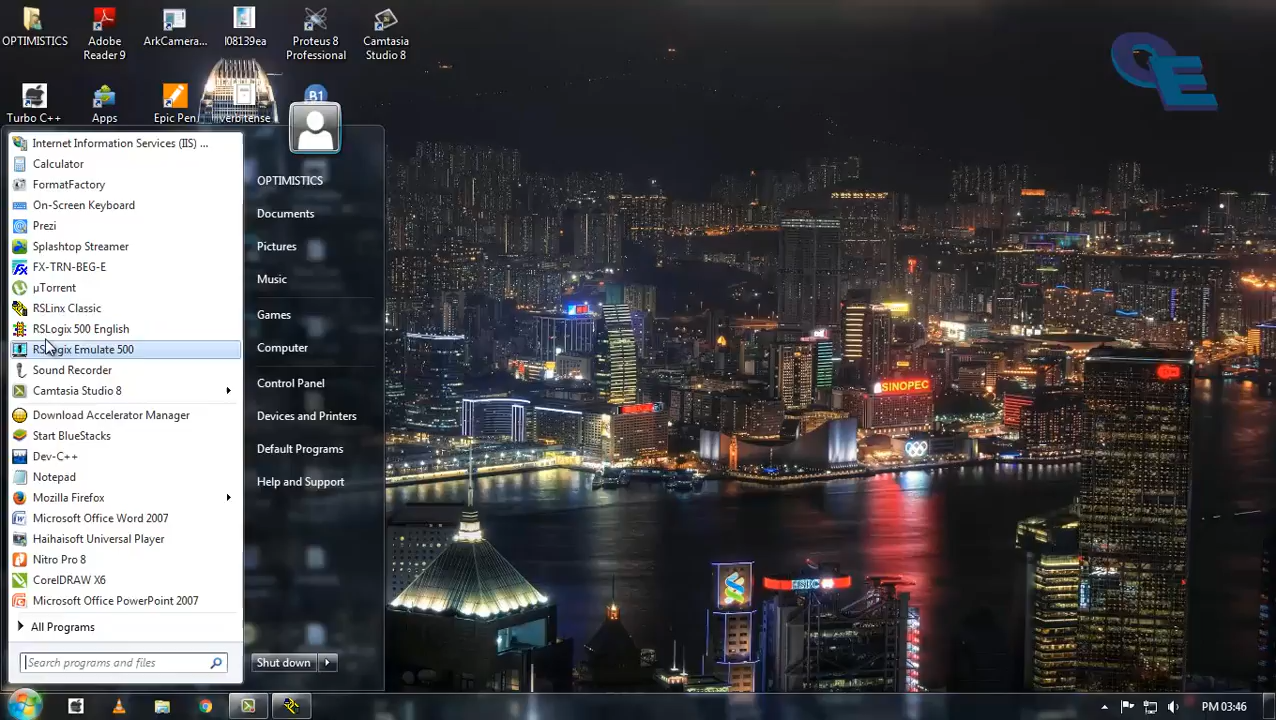 OPTIMISTICS
Adobe Reader 9
ArkCamera...
l08139ea
Proteus 8 Professional
Camtasia Studio 8
Turbo C++
Apps
Epic Pen
B1
Internet Information Services (IIS) ...
Calculator
FormatFactory
On-Screen Keyboard
Prezi
Splashtop Streamer
FX-TRN-BEG-E
µTorrent
RSLinx Classic
RSLogix 500 English
RSLogix Emulate 500
Sound Recorder
Camtasia Studio 8
Download Accelerator Manager
Start BlueStacks
Dev-C++
Notepad
Mozilla Firefox
Microsoft Office Word 2007
Haihaisoft Universal Player
Nitro Pro 8
CorelDRAW X6
Microsoft Office PowerPoint 2007
All Programs
Search programs and files
OPTIMISTICS
Documents
Pictures
Music
Games
Computer
Control Panel
Devices and Printers
Default Programs
Help and Support
Shut down
OE
SINOPEC
PM 03:46